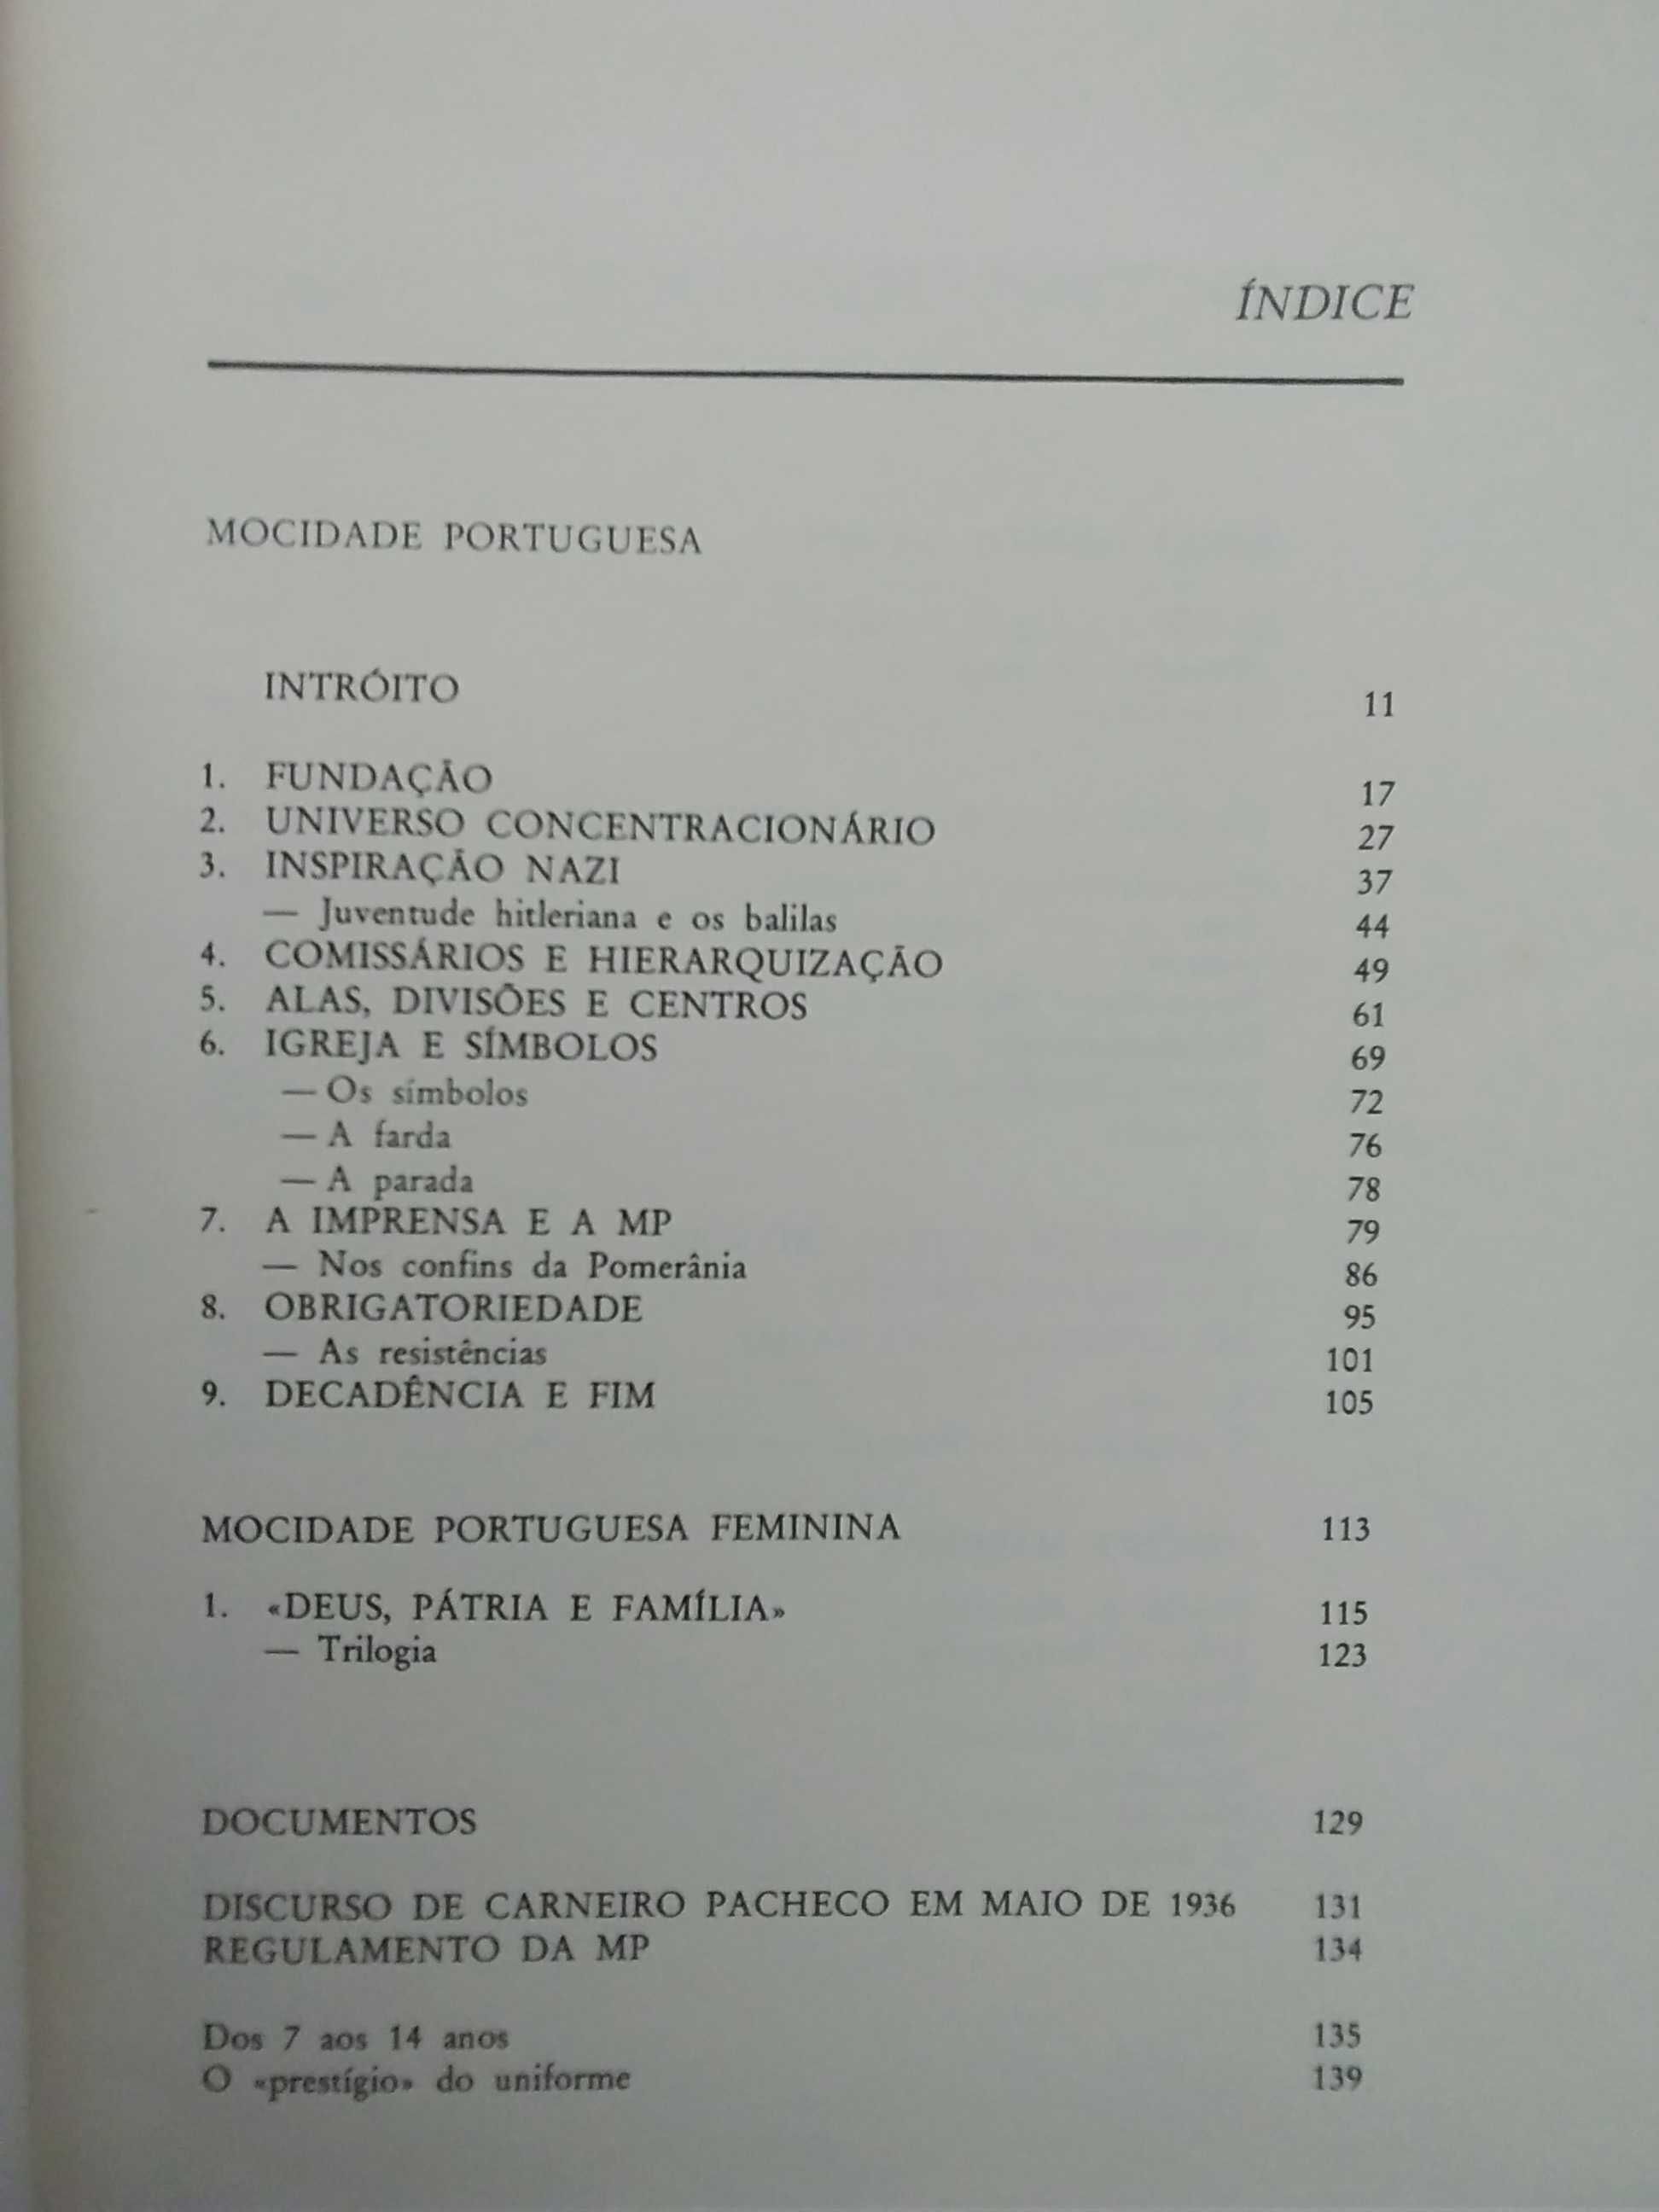 ÍNDICE
MOCIDADE PORTUGUESA
INTRÓITO 11
1. FUNDAÇÃO 17
2. UNIVERSO CONCENTRACIONÁRIO 27
3. INSPIRAÇÃO NAZI 37
— Juventude hitleriana e os balilas 44
4. COMISSÁRIOS E HIERARQUIZAÇÃO 49
5. ALAS, DIVISÕES E CENTROS 61
6. IGREJA E SÍMBOLOS 69
— Os símbolos 72
— A farda 76
— A parada 78
7. A IMPRENSA E A MP 79
— Nos confins da Pomerânia 86
8. OBRIGATORIEDADE 95
— As resistências 101
9. DECADÊNCIA E FIM 105
MOCIDADE PORTUGUESA FEMININA 113
1. «DEUS, PÁTRIA E FAMÍLIA» 115
— Trilogia 123
DOCUMENTOS 129
DISCURSO DE CARNEIRO PACHECO EM MAIO DE 1936 131
REGULAMENTO DA MP 134
Dos 7 aos 14 anos 135
O «prestígio» do uniforme 139